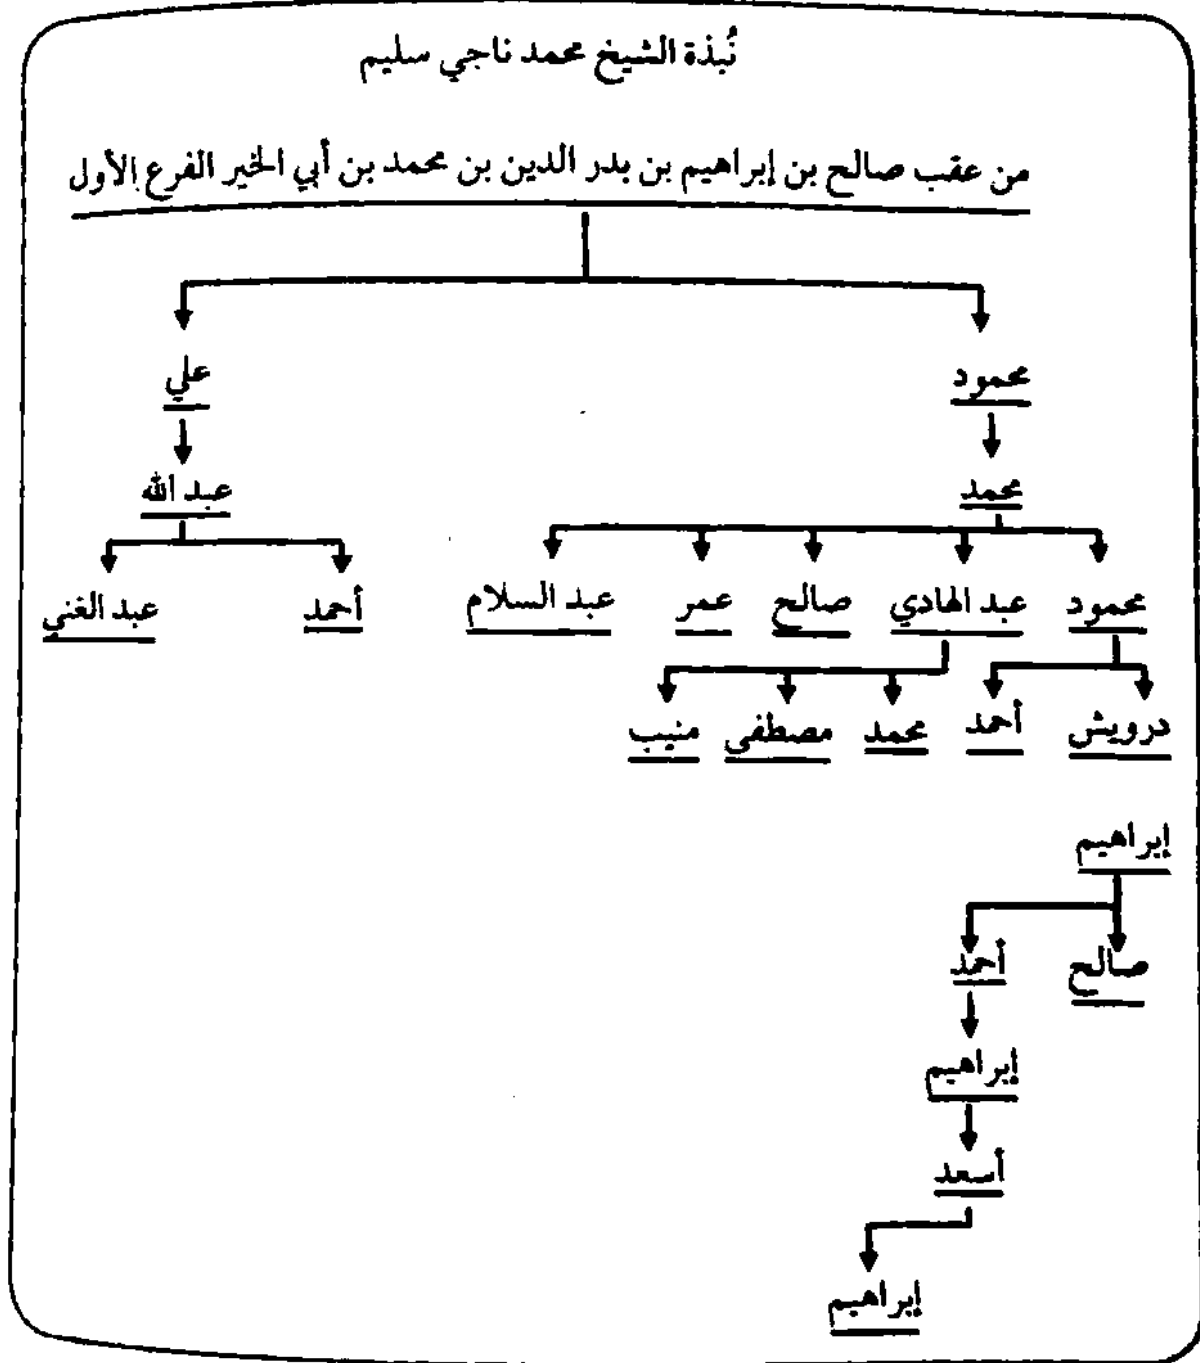 نُبذة الشيخ محمد ناجي سليم
من عقب صالح بن إبراهيم بن بدر الدين بن محمد بن أبي الخير الفرع الأول
محمود علي
محمد عبد الله
محمود عبد الهادي صالح عمر عبد السلام أحمد عبد الغني
درويش أحمد محمد مصطفى منيب
إبراهيم
صالح أحمد
إبراهيم
أسعد
إبراهيم